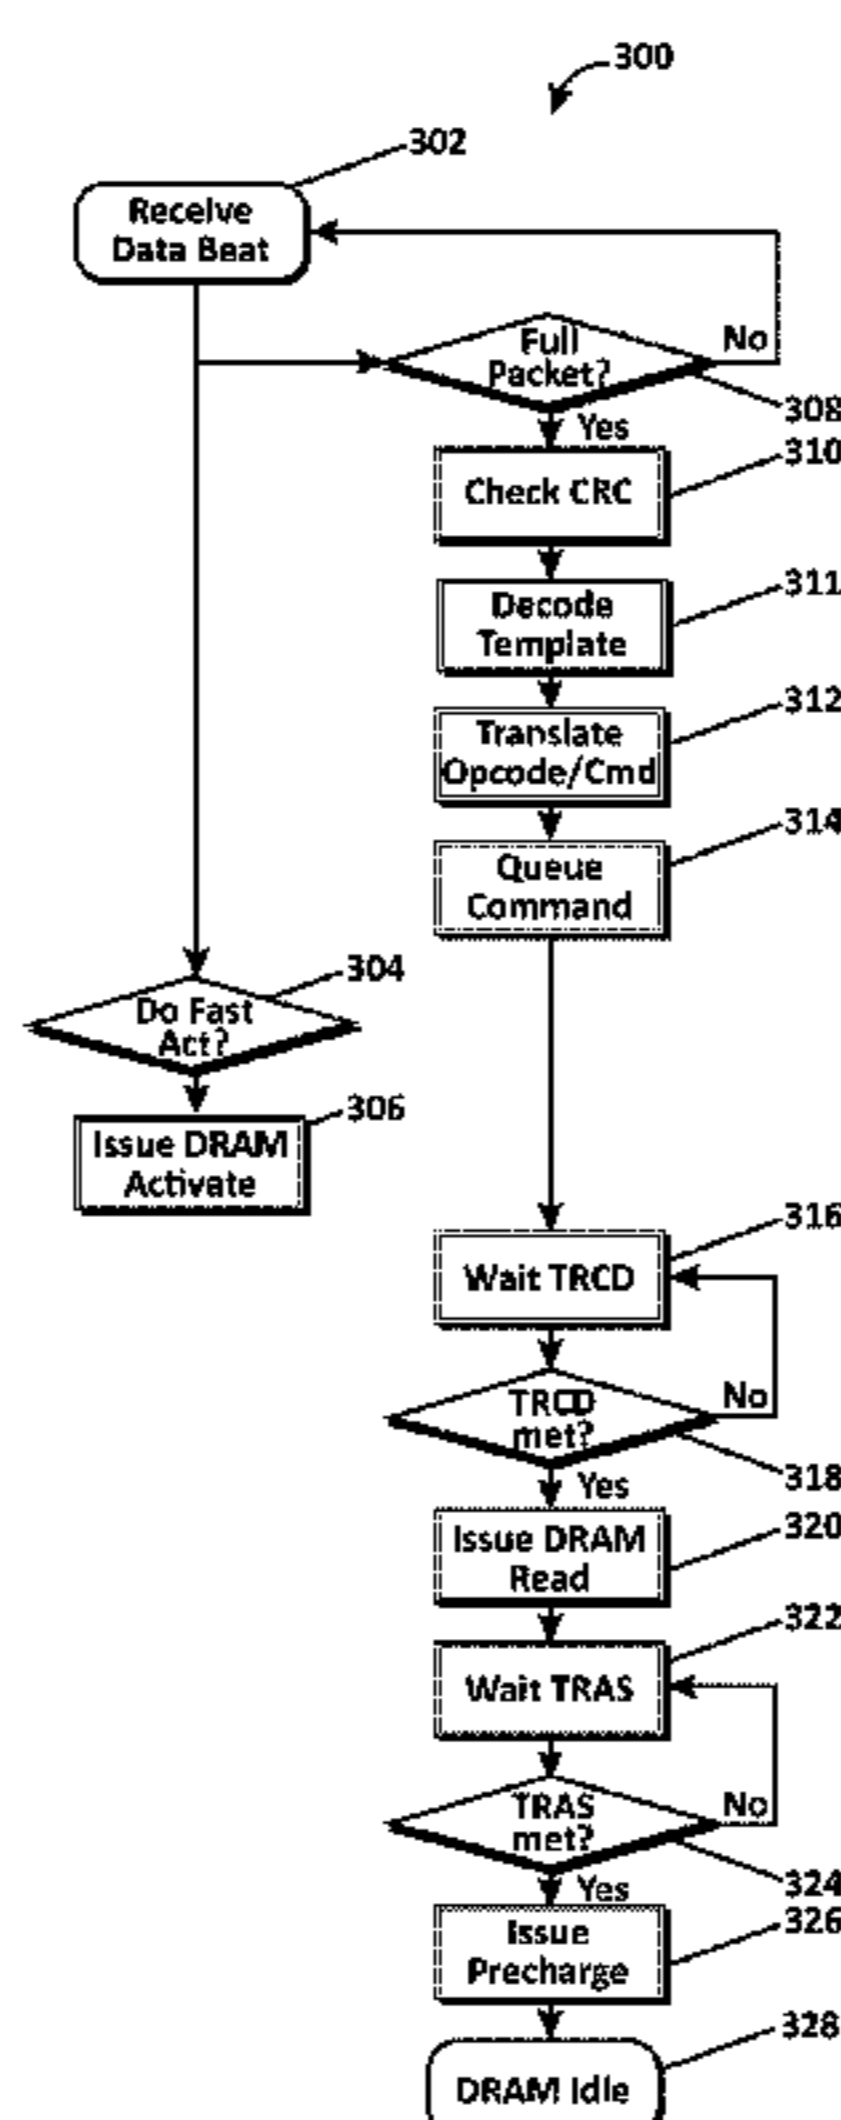 300
302
Receive
Data Beat
Full
Packet?
No
308
Yes
310
Check CRC
311
Decode
Template
312
Translate
Opcode/Cmd
314
Queue
Command
304
Do Fast
Act?
306
Issue DRAM
Activate
316
Wait TRCD
TRCD
met?
No
318
Yes
320
Issue DRAM
Read
322
Wait TRAS
TRAS
met?
No
324
Yes
326
Issue
Precharge
328
DRAM Idle